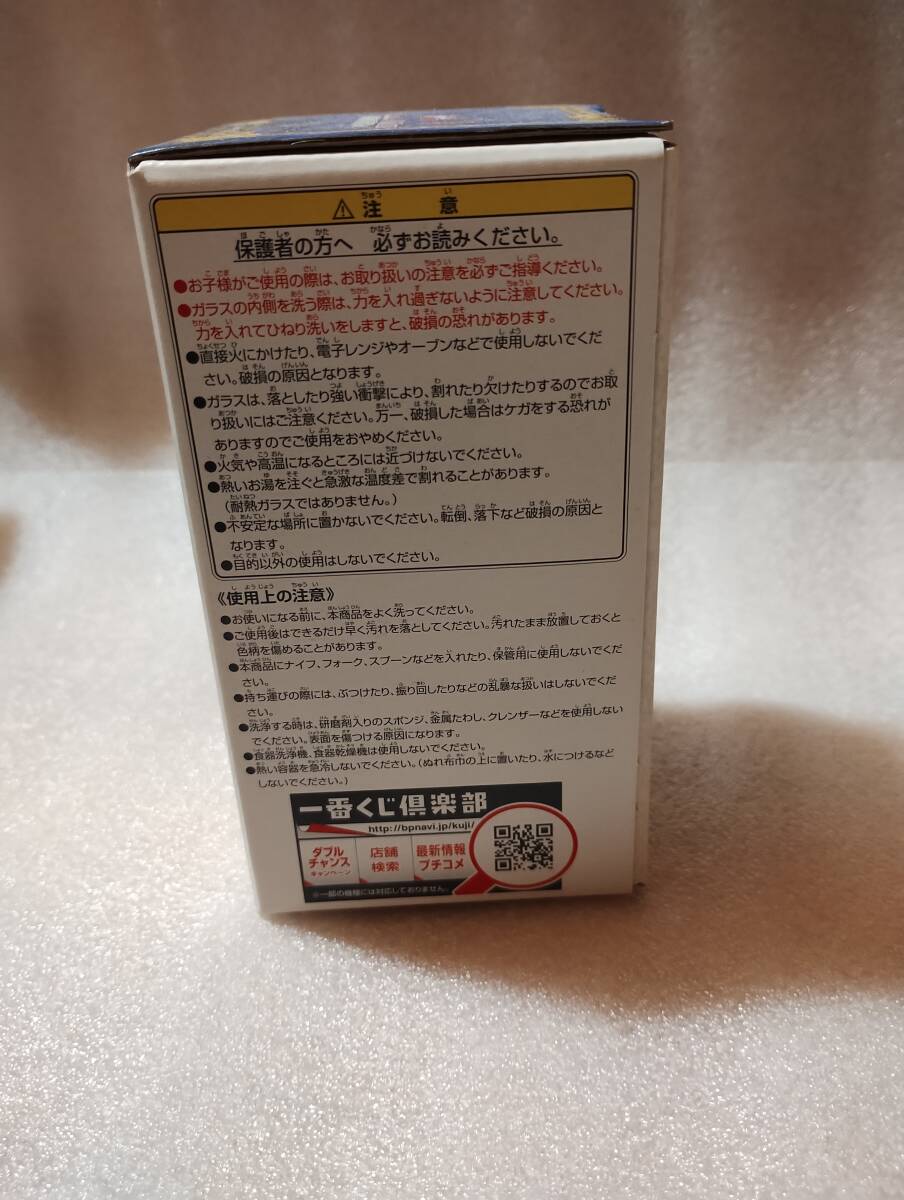 ⚠注意
保護者の方へ 必ずお読みください。
●お子様がご使用の際は、お取り扱いの注意を必ずご指導ください。
●ガラスの内側を洗う際は、力を入れ過ぎないように注意してください。
力を入れてひねり洗いをしますと、破損の恐れがあります。
●直接火にかけたり、電子レンジやオーブンなどで使用しないでくだ
さい。破損の原因となります。
●ガラスは、落としたり強い衝撃により、割れたり欠けたりするのでお取
り扱いにはご注意ください。万一、破損した場合はケガをする恐れが
ありますのでご使用をおやめください。
●火気や高温になるところには近づけないでください。
●熱いお湯を注ぐと急激な温度差で割れることがあります。
(耐熱ガラスではありません。)
●不安定な場所に置かないでください。転倒、落下など破損の原因と
なります。
●目的以外の使用はしないでください。
《使用上の注意》
●お使いになる前に、本商品をよく洗ってください。
●ご使用後はできるだけ早く汚れを落としてください。汚れたまま放置しておくと
色柄を傷めることがあります。
●本商品にナイフ、フォーク、スプーンなどを入れたり、保管用に使用しないでくだ
さい。
●持ち運びの際には、ぶつけたり、振り回したりなどの乱暴な扱いはしないでくだ
さい。
●洗浄する時は、研磨剤入りのスポンジ、金属たわし、クレンザーなどを使用しない
でください。表面を傷つける原因になります。
●食器洗浄機、食器乾燥機は使用しないでください。
●熱い容器を急冷しないでください。(ぬれ布巾の上に置いたり、水につけるなど
しないでください。)
一番くじ倶楽部
http://bpnavi.jp/kuji/
ダブル
チャンス
キャンペーン
店舗
検索
最新情報
プチコメ
※一部の機種には対応しておりません。